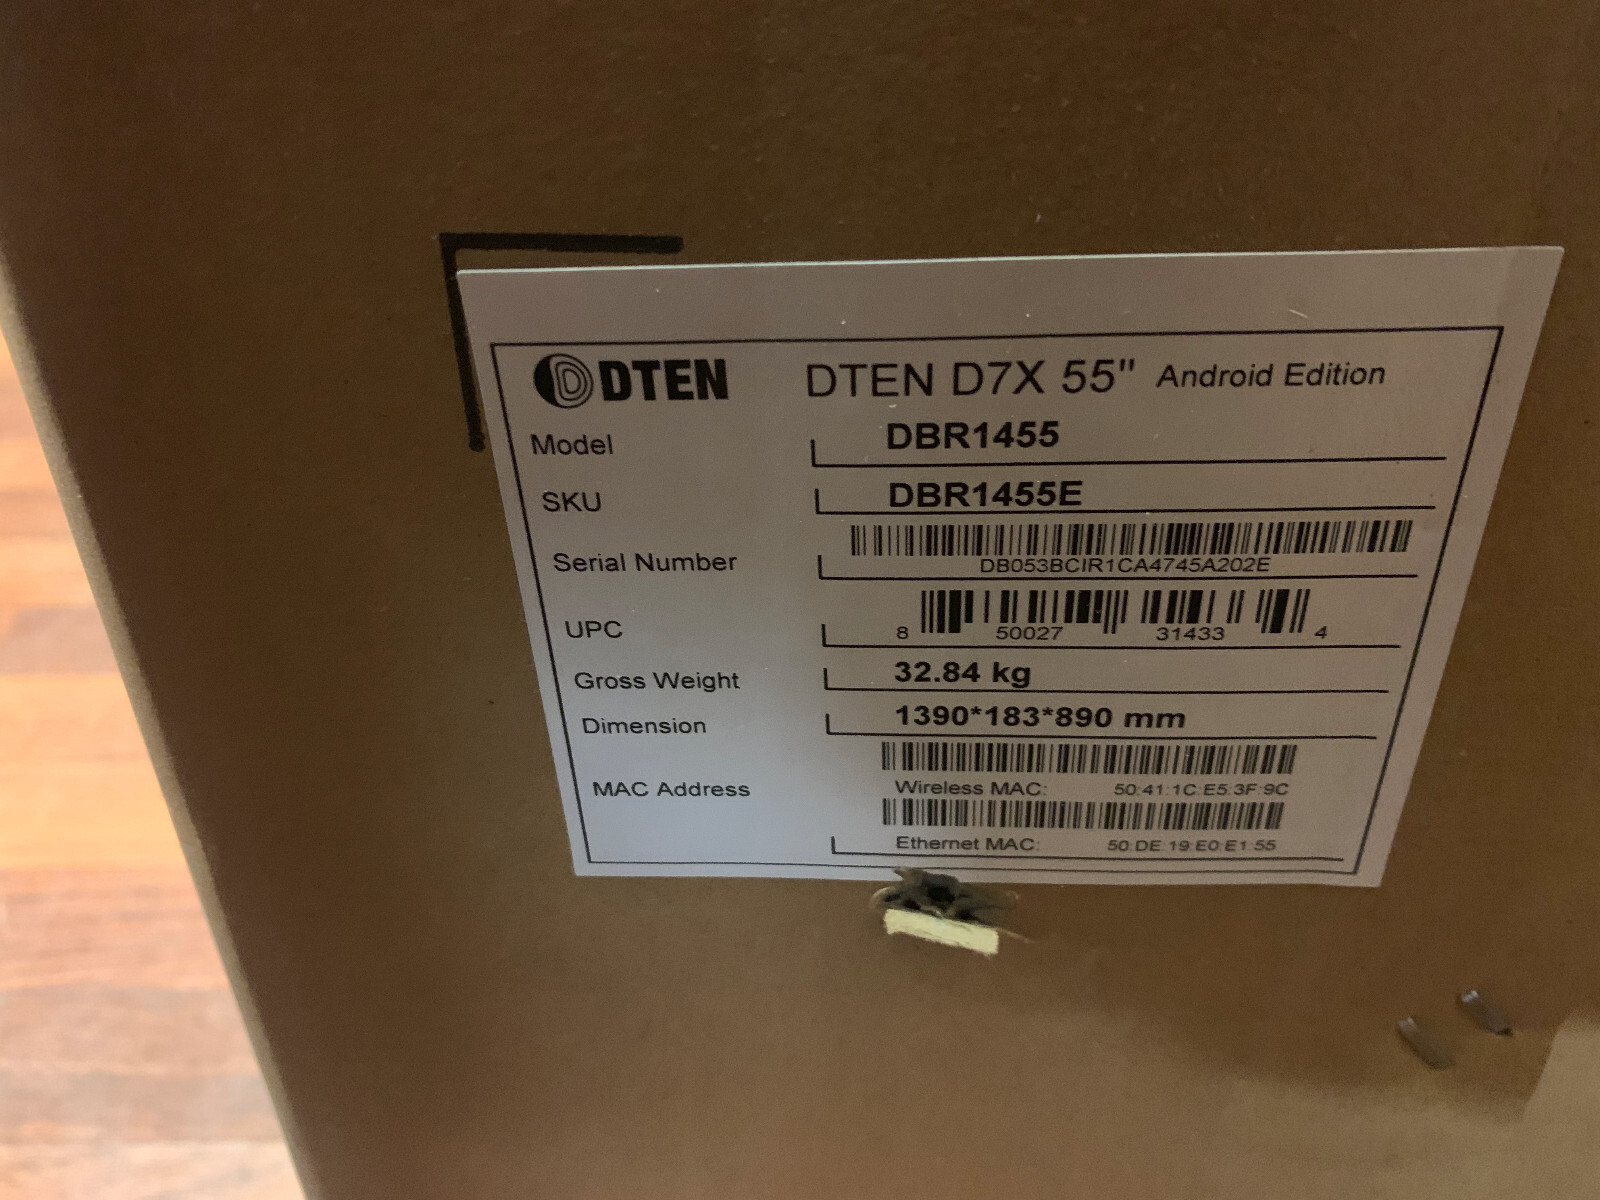 DTEN DTEN D7X 55" Android Edition
Model DBR1455
SKU DBR1455E
Serial Number DB053BCIR1CA4745A202E
UPC 8 50027 31433 4
Gross Weight 32.84 kg
Dimension 1390*183*890 mm
MAC Address Wireless MAC: 50:41:1C:E5:3F:9C
Ethernet MAC: 50:DE:19:E0:E1:55